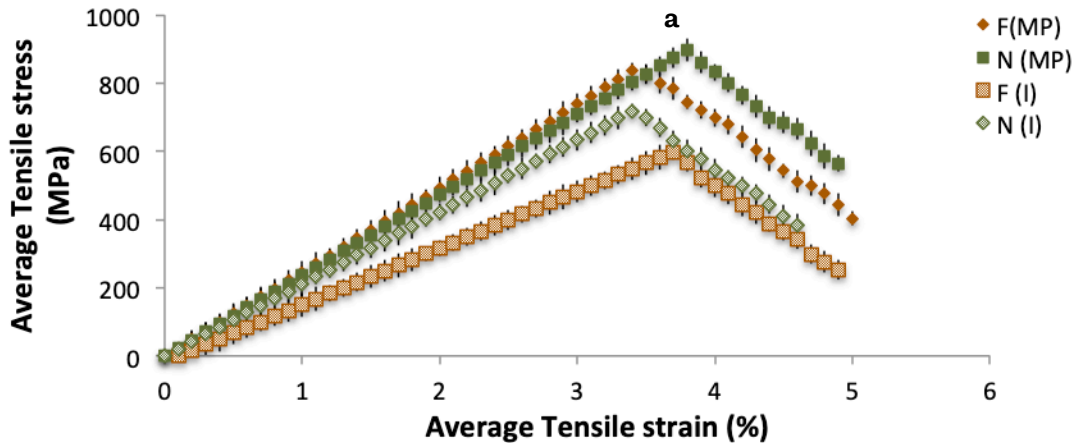 a
1000
800
600
400
200
0
Average Tensile stress
(MPa)
0 1 2 3 4 5 6
Average Tensile strain (%)
F(MP)
N (MP)
F (I)
N (I)